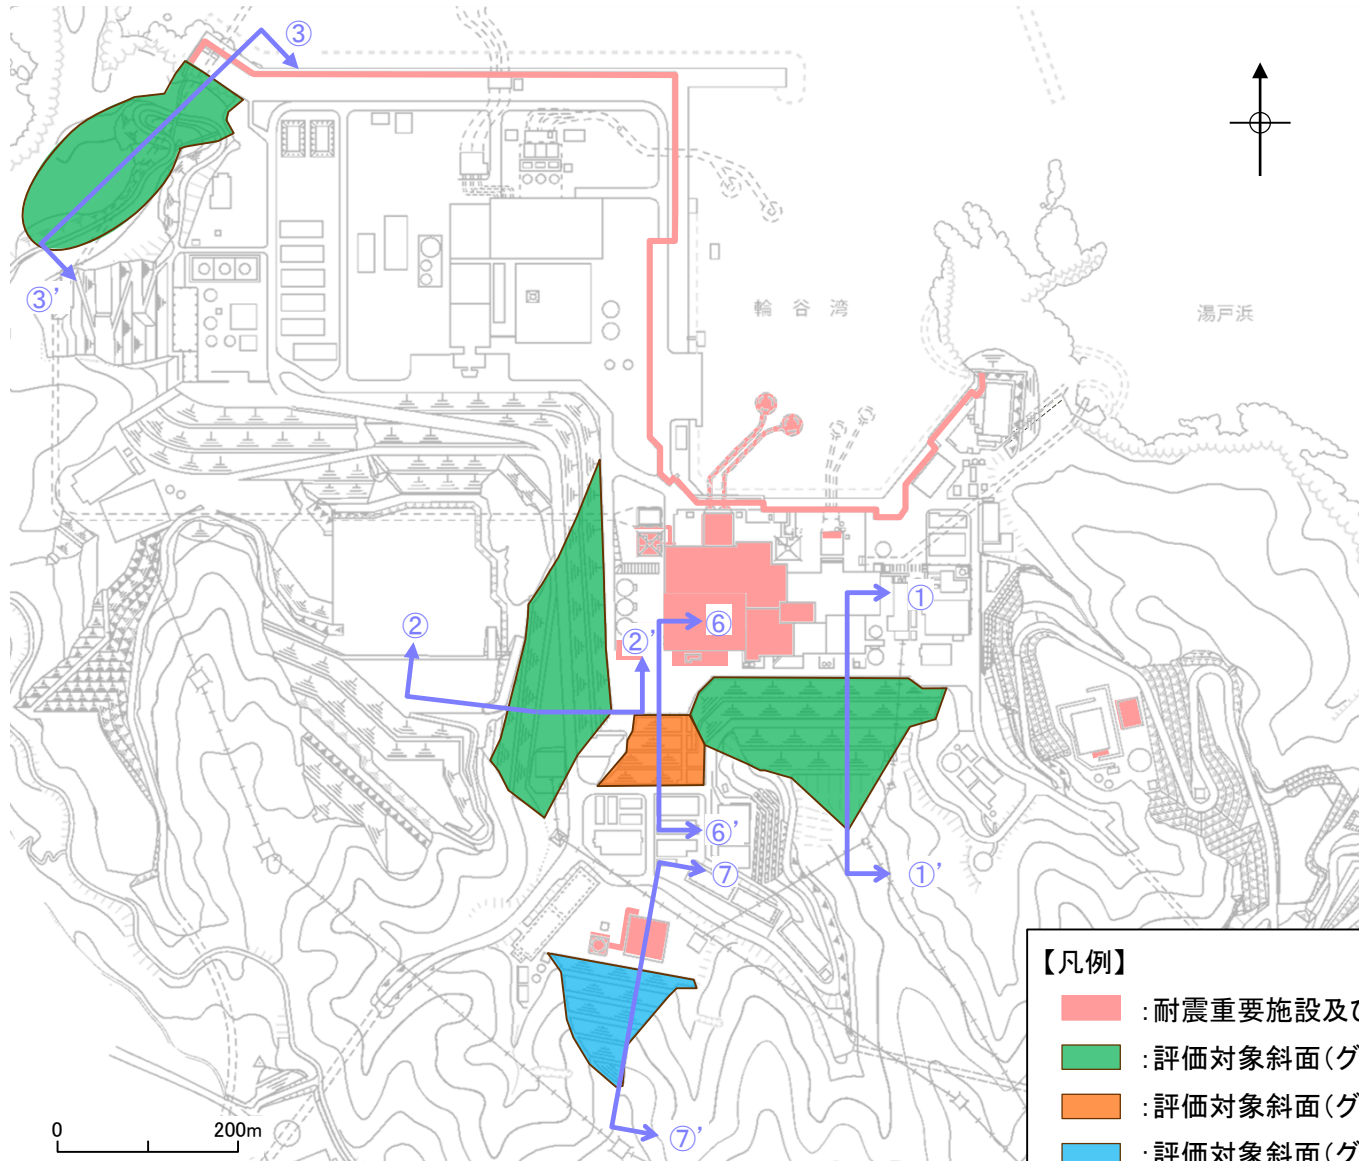 ③
輪谷湾
湯戸浜
③’
①
②
②’
⑥
⑥’
⑦
①’
⑦’
【凡例】
:耐震重要施設及び
:評価対象斜面(グ
:評価対象斜面(グ
:評価対象斜面(グ
0 200m